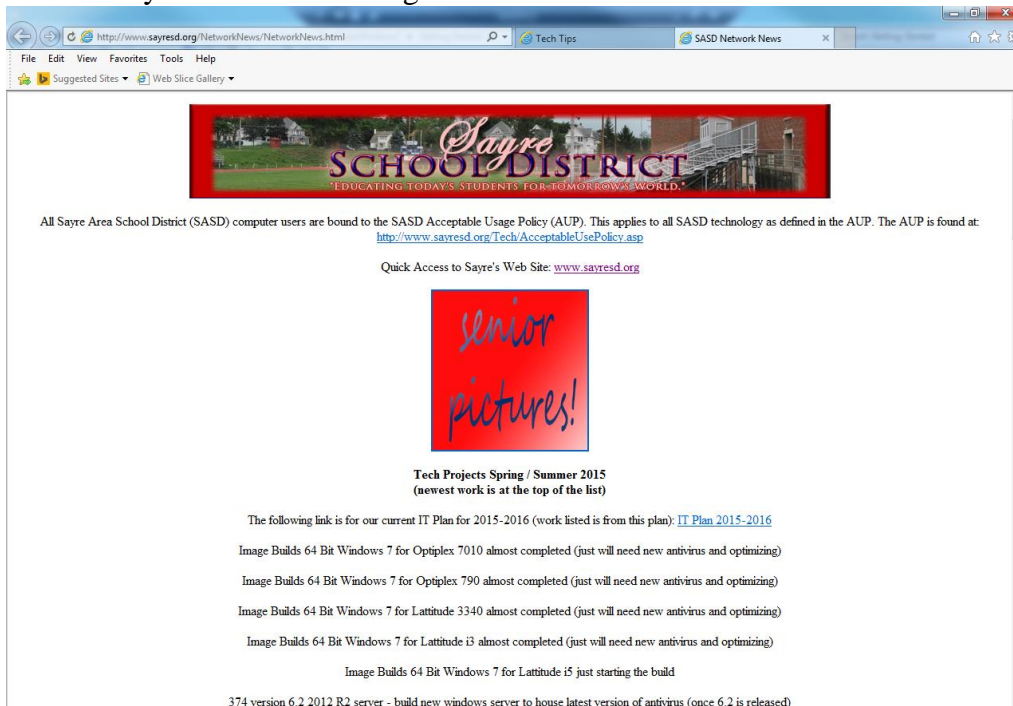 http://www.sayresd.org/NetworkNews/NetworkNews.html
Tech Tips
SASD Network News
File Edit View Favorites Tools Help
Suggested Sites
Web Slice Gallery
Sayre
SCHOOL DISTRICT
"EDUCATING TODAY'S STUDENTS FOR TOMORROW'S WORLD."
All Sayre Area School District (SASD) computer users are bound to the SASD Acceptable Usage Policy (AUP). This applies to all SASD technology as defined in the AUP. The AUP is found at:
http://www.sayresd.org/Tech/AcceptableUsePolicy.asp
Quick Access to Sayre's Web Site: www.sayresd.org
senior
pictures!
Tech Projects Spring / Summer 2015
(newest work is at the top of the list)
The following link is for our current IT Plan for 2015-2016 (work listed is from this plan): IT Plan 2015-2016
Image Builds 64 Bit Windows 7 for Optiplex 7010 almost completed (just will need new antivirus and optimizing)
Image Builds 64 Bit Windows 7 for Optiplex 790 almost completed (just will need new antivirus and optimizing)
Image Builds 64 Bit Windows 7 for Lattitude 3340 almost completed (just will need new antivirus and optimizing)
Image Builds 64 Bit Windows 7 for Lattitude i3 almost completed (just will need new antivirus and optimizing)
Image Builds 64 Bit Windows 7 for Lattitude i5 just starting the build
374 version 6.2 2012 R2 server - build new windows server to house latest version of antivirus (once 6.2 is released)